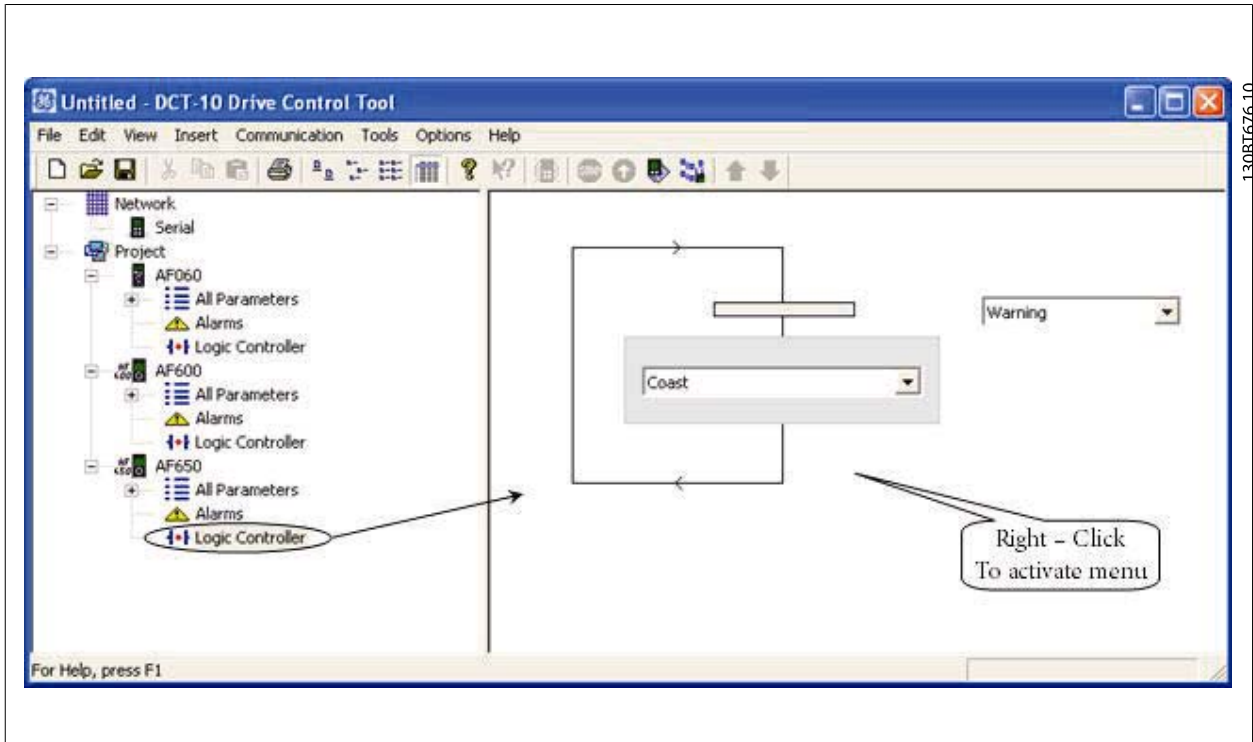 Untitled - DCT-10 Drive Control Tool
File Edit View Insert Communication Tools Options Help
Network
Serial
Project
AF060
All Parameters
Alarms
Logic Controller
AF600
All Parameters
Alarms
Logic Controller
AF650
All Parameters
Alarms
Logic Controller
Warning
Coast
Right – Click
To activate menu
For Help, press F1
130BT676.10